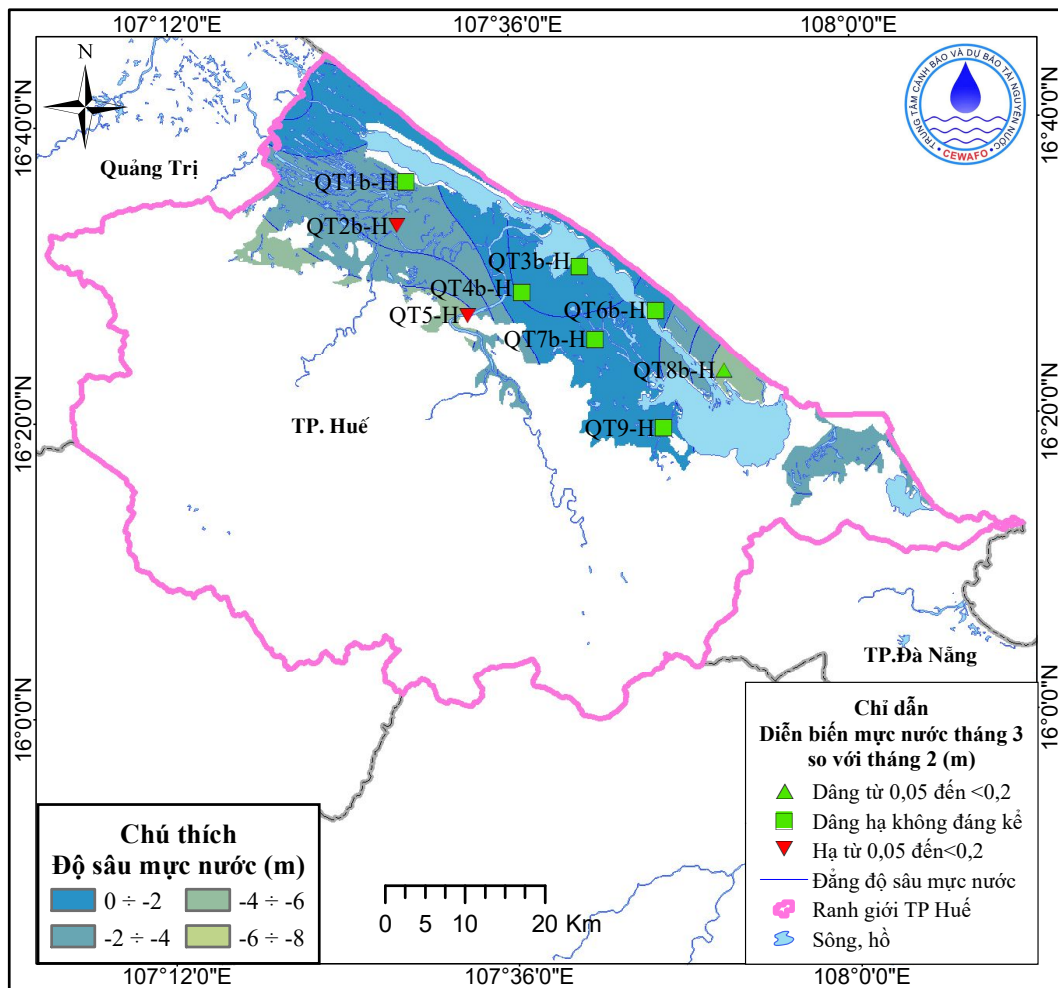 107°12'0"E
107°36'0"E
108°0'0"E
N
TRUNG TÂM CẢNH BÁO VÀ DỰ BÁO TÀI NGUYÊN NƯỚC
• CEWAFO •
16°40'0"N
16°40'0"N
Quảng Trị
QT1b-H
QT2b-H
QT3b-H
QT4b-H
QT6b-H
QT5-H
QT7b-H
QT8b-H
16°20'0"N
16°20'0"N
TP. Huế
QT9-H
TP.Đà Nẵng
16°0'0"N
16°0'0"N
Chỉ dẫn
Diễn biến mực nước tháng 3
so với tháng 2 (m)
Dâng từ 0,05 đến <0,2
Dâng hạ không đáng kể
Hạ từ 0,05 đến<0,2
Đẳng độ sâu mực nước
Ranh giới TP Huế
Sông, hồ
Chú thích
Độ sâu mực nước (m)
0 ÷ -2
-4 ÷ -6
-2 ÷ -4
-6 ÷ -8
0 5 10 20 Km
107°12'0"E
107°36'0"E
108°0'0"E